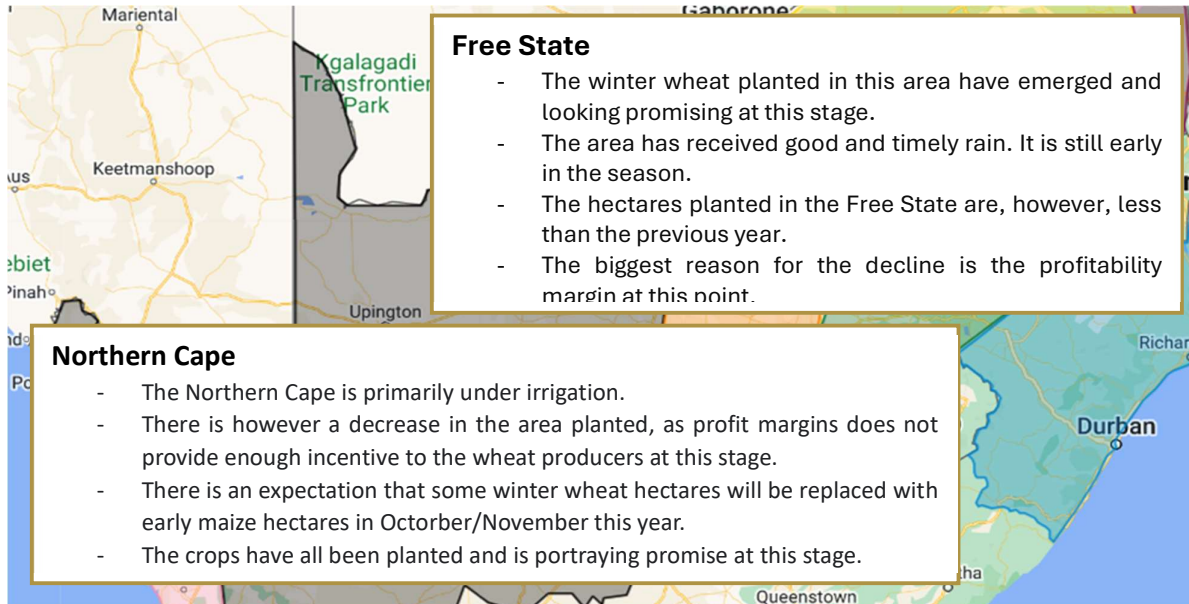 Mariental
Gaborone
Kgalagadi
Transfrontier
Park
Keetmanshoop
Aus
ebiet
Pinah
Upington
Free State
- The winter wheat planted in this area have emerged and
looking promising at this stage.
- The area has received good and timely rain. It is still early
in the season.
- The hectares planted in the Free State are, however, less
than the previous year.
- The biggest reason for the decline is the profitability
margin at this point.
Richar
Durban
Northern Cape
- The Northern Cape is primarily under irrigation.
- There is however a decrease in the area planted, as profit margins does not
provide enough incentive to the wheat producers at this stage.
- There is an expectation that some winter wheat hectares will be replaced with
early maize hectares in Octorber/November this year.
- The crops have all been planted and is portraying promise at this stage.
tha
Queenstown